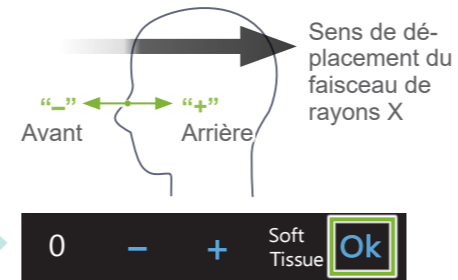 Sens de dé-
placement du
faisceau de
rayons X
“–” “+”
Avant Arrière
0 – + Soft Tissue Ok